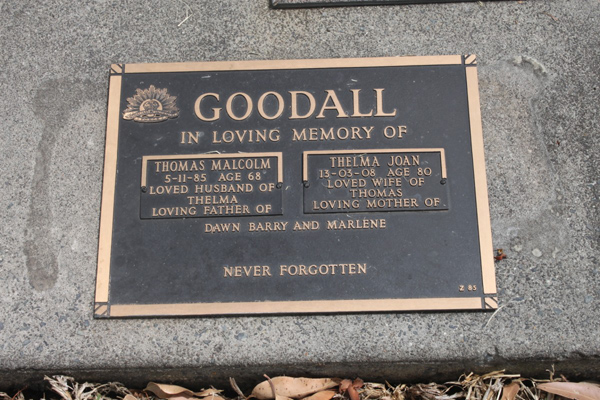 GOODALL
IN LOVING MEMORY OF
THOMAS MALCOLM
5-11-85 AGE 68
LOVED HUSBAND OF
THELMA
LOVING FATHER OF
THELMA JOAN
13-03-08 AGE 80
LOVED WIFE OF
THOMAS
LOVING MOTHER OF
DAWN BARRY AND MARLENE
NEVER FORGOTTEN
Z 85